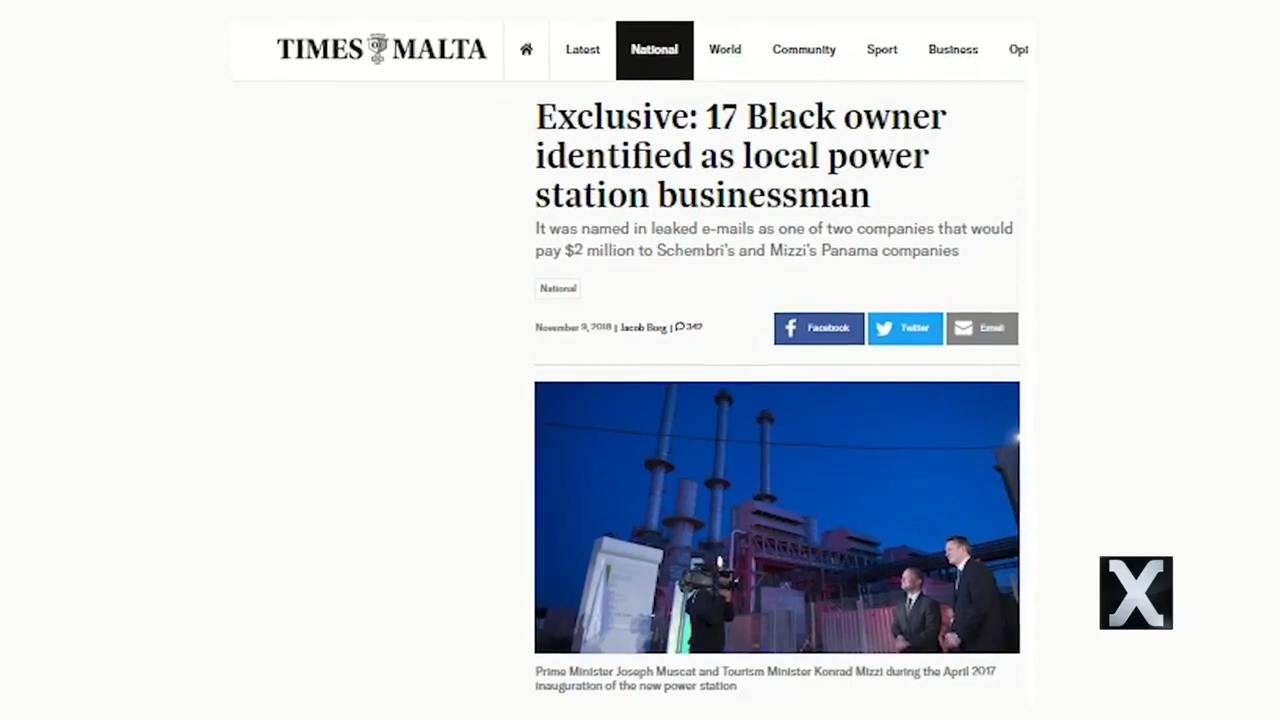 TIMES MALTA
Latest
National
World
Community
Sport
Business
Opi
Exclusive: 17 Black owner
identified as local power
station businessman
It was named in leaked e-mails as one of two companies that would
pay $2 million to Schembri's and Mizzi's Panama companies
National
November 9, 2018 | Jacob Borg | 342
Facebook
Twitter
Email
Prime Minister Joseph Muscat and Tourism Minister Konrad Mizzi during the April 2017
inauguration of the new power station
X